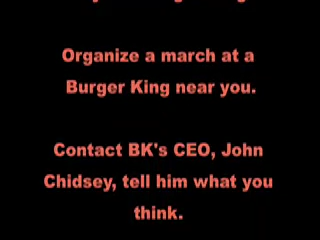 Organize a march at a
Burger King near you.
Contact BK's CEO, John
Chidsey, tell him what you
think.